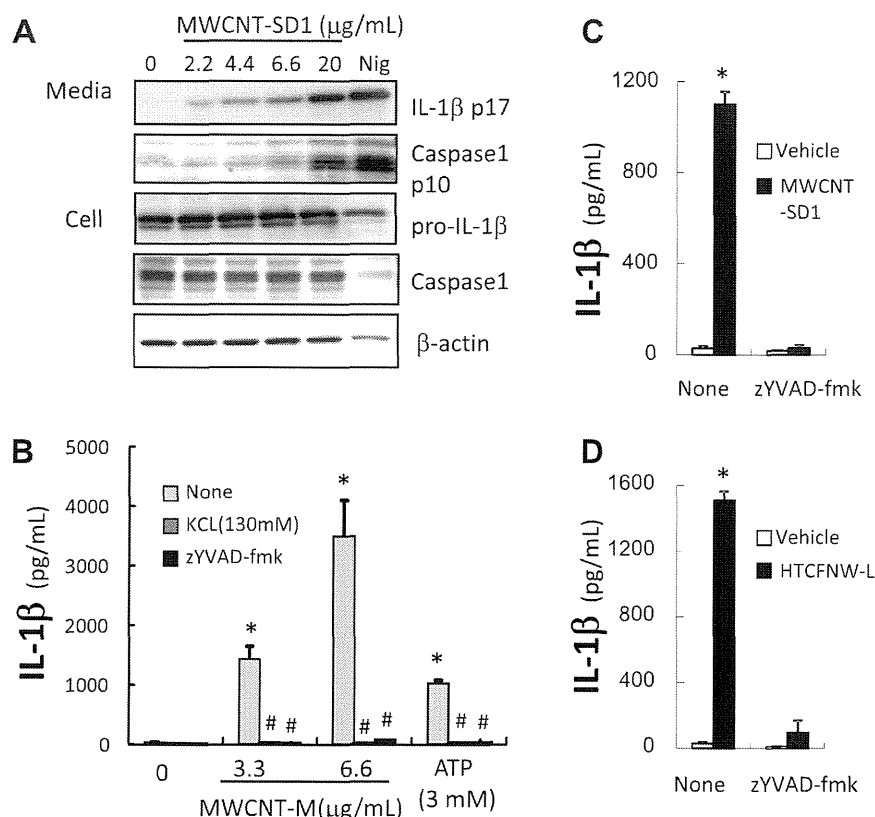 A
MWCNT-SD1 (μg/mL)
0 2.2 4.4 6.6 20 Nig
Media
IL-1β p17
Caspase1
p10
Cell
pro-IL-1β
Caspase1
β-actin
B
5000
4000
3000
2000
1000
0
IL-1β (pg/mL)
None
KCL(130mM)
zYVAD-fmk
*
*
*
# #
# #
# #
0 3.3 6.6 ATP
(3 mM)
MWCNT-M(μg/mL)
C
1200
800
400
0
IL-1β (pg/mL)
*
Vehicle
MWCNT
-SD1
None zYVAD-fmk
D
1600
1200
800
400
0
IL-1β (pg/mL)
*
Vehicle
HTCFNW-L
None zYVAD-fmk